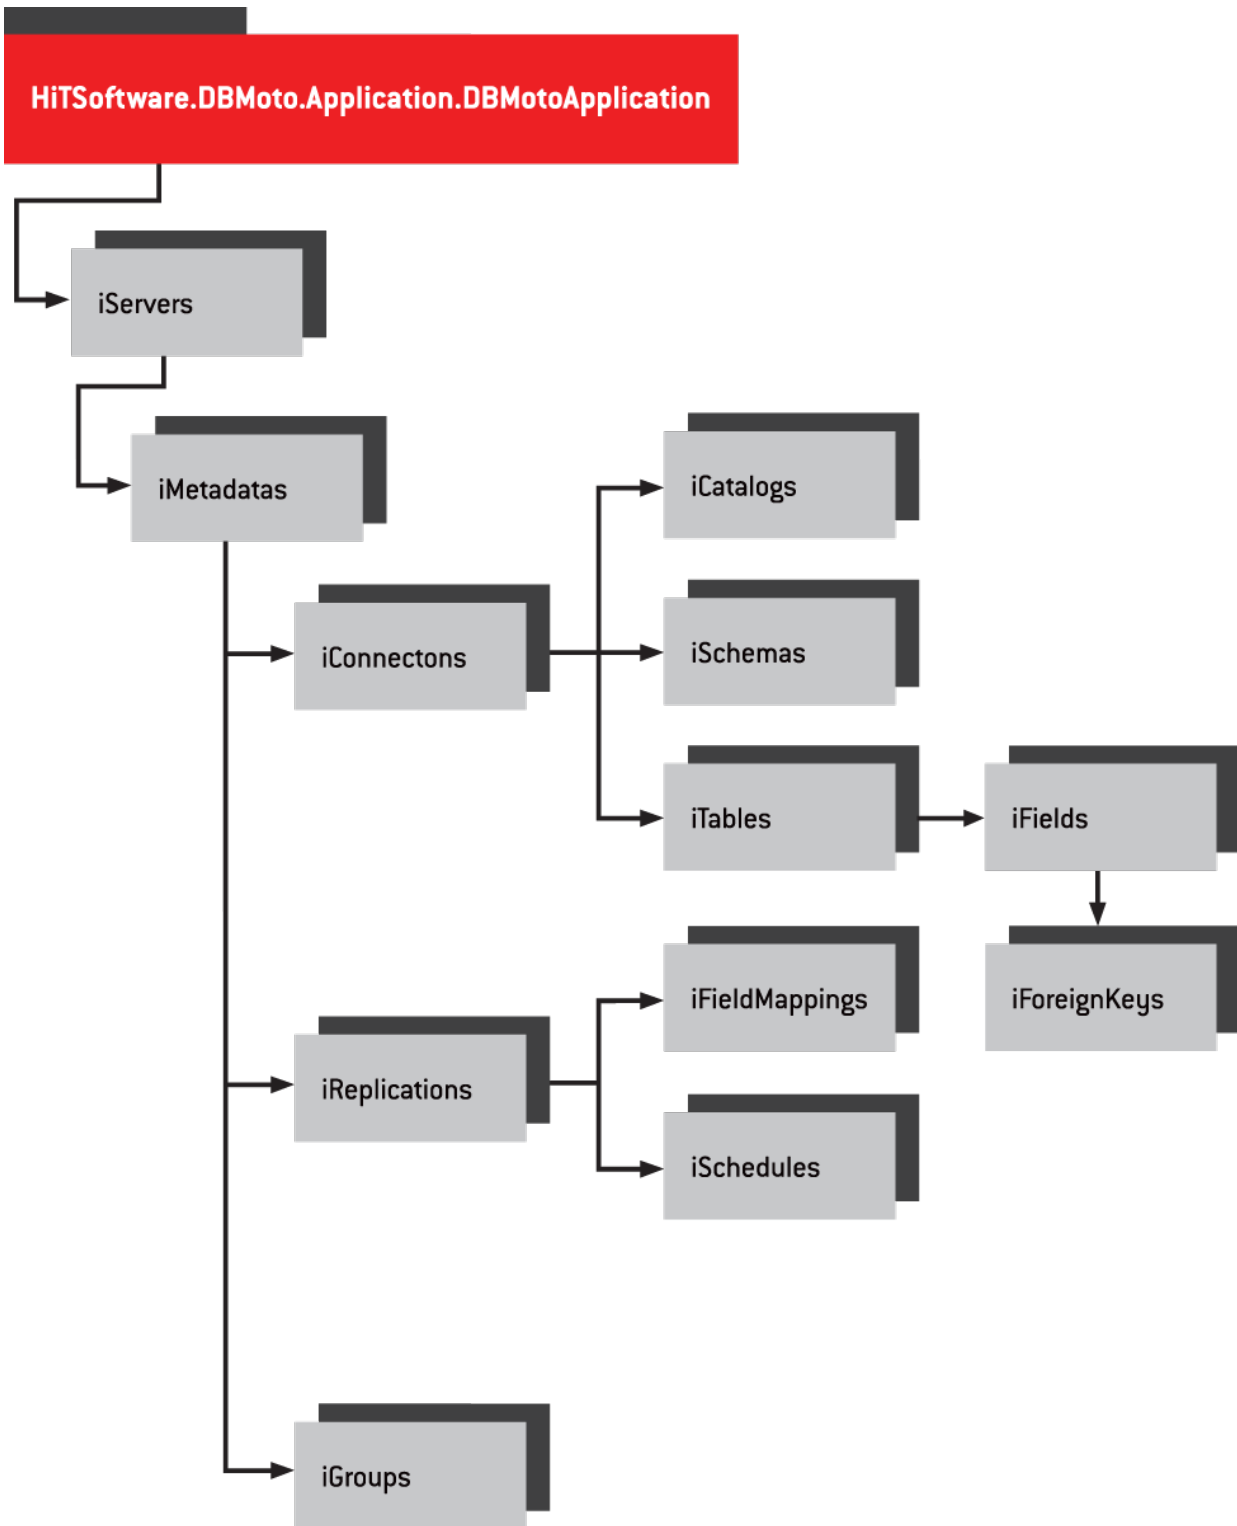 HiTSoftware.DBMoto.Application.DBMotoApplication
iServers
iMetadatas
iCatalogs
iConnectons
iSchemas
iTables
iFields
iFieldMappings
iForeignKeys
iReplications
iSchedules
iGroups